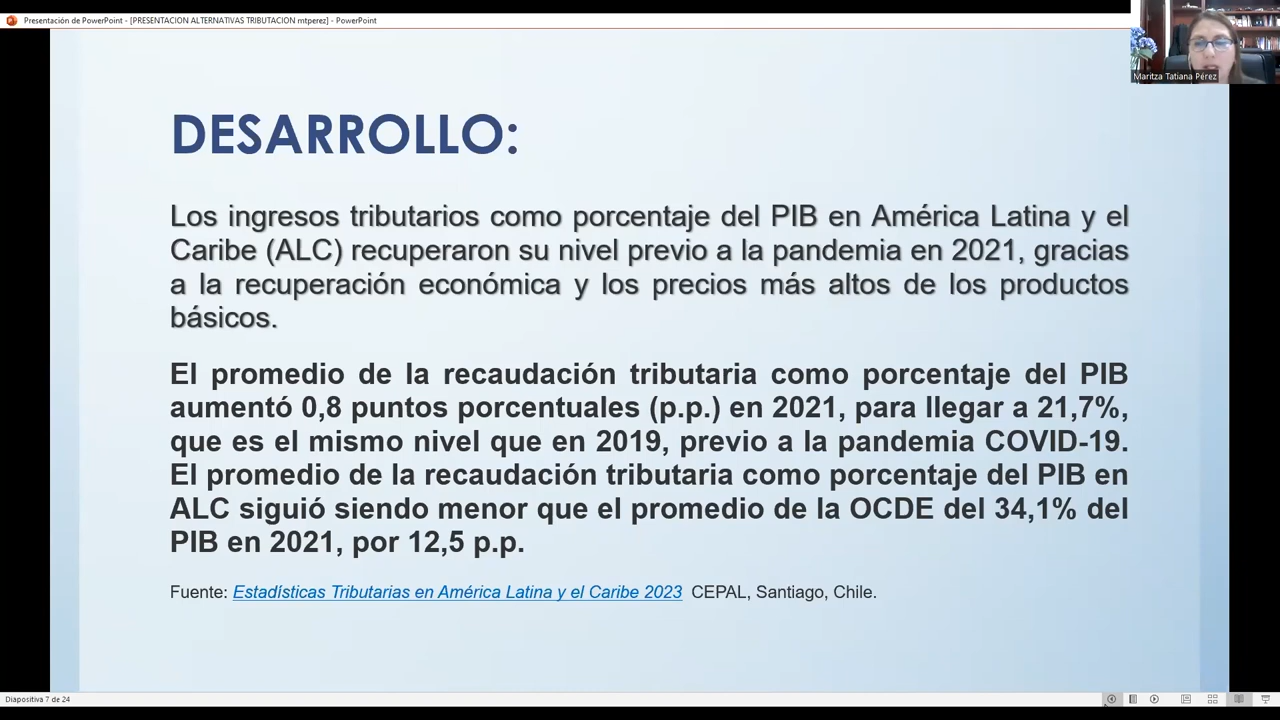 Presentación de PowerPoint - [PRESENTACION ALTERNATIVAS TRIBUTACION mtperez] - PowerPoint
Maritza Tatiana Pérez
DESARROLLO:
Los ingresos tributarios como porcentaje del PIB en América Latina y el
Caribe (ALC) recuperaron su nivel previo a la pandemia en 2021, gracias
a la recuperación económica y los precios más altos de los productos
básicos.
El promedio de la recaudación tributaria como porcentaje del PIB
aumentó 0,8 puntos porcentuales (p.p.) en 2021, para llegar a 21,7%,
que es el mismo nivel que en 2019, previo a la pandemia COVID-19.
El promedio de la recaudación tributaria como porcentaje del PIB en
ALC siguió siendo menor que el promedio de la OCDE del 34,1% del
PIB en 2021, por 12,5 p.p.
Fuente: Estadísticas Tributarias en América Latina y el Caribe 2023 CEPAL, Santiago, Chile.
Diapositiva 7 de 24